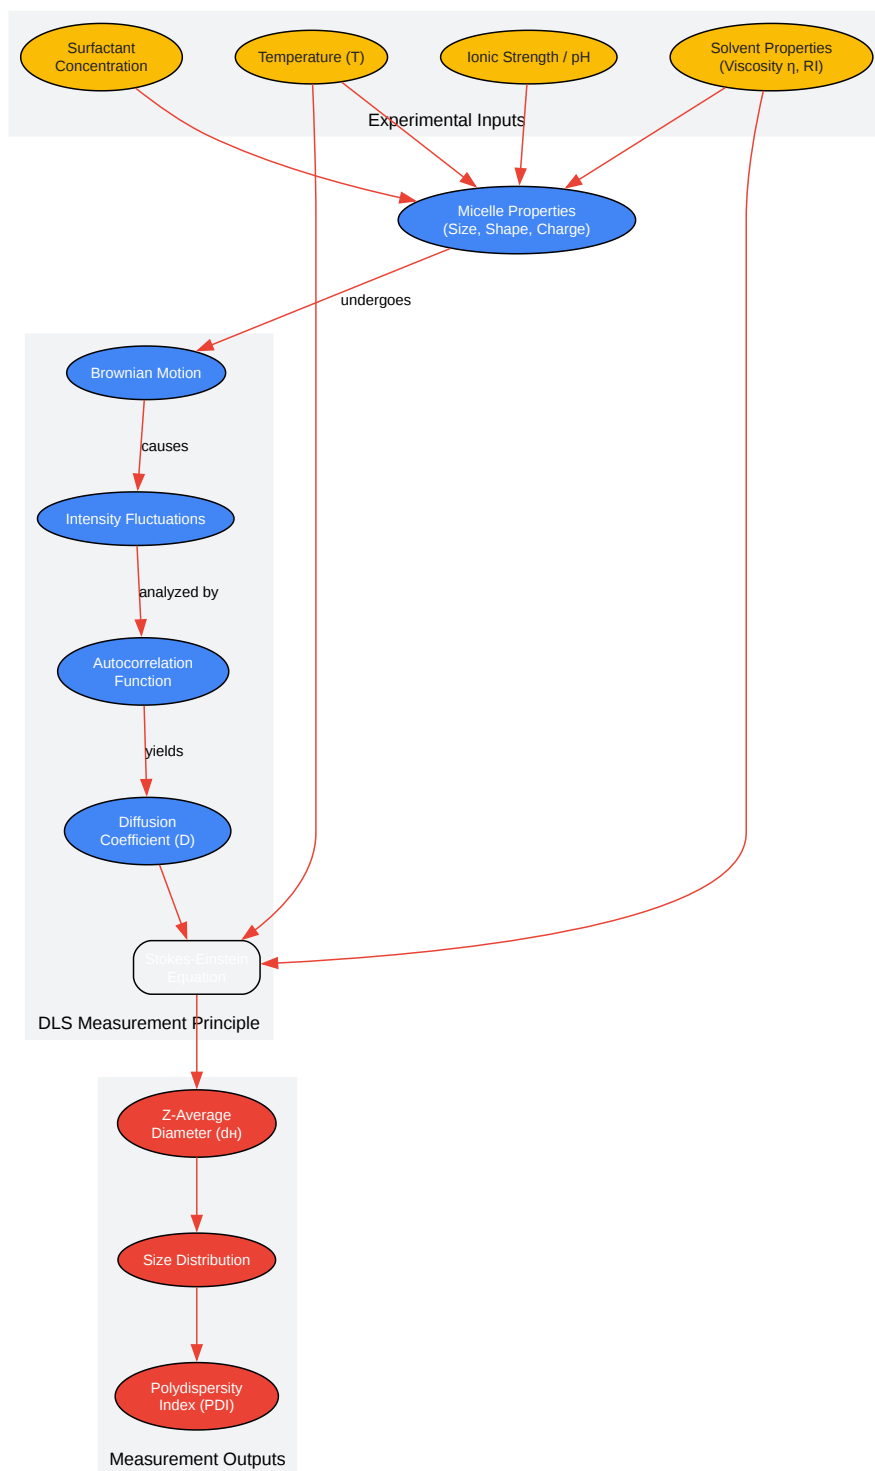 Surfactant
Concentration
Temperature (T)
Ionic Strength / pH
Solvent Properties
(Viscosity η, RI)
Experimental Inputs
Micelle Properties
(Size, Shape, Charge)
undergoes
Brownian Motion
causes
Intensity Fluctuations
analyzed by
Autocorrelation
Function
yields
Diffusion
Coefficient (D)
Stokes-Einstein
Equation
DLS Measurement Principle
Z-Average
Diameter (dʜ)
Size Distribution
Polydispersity
Index (PDI)
Measurement Outputs